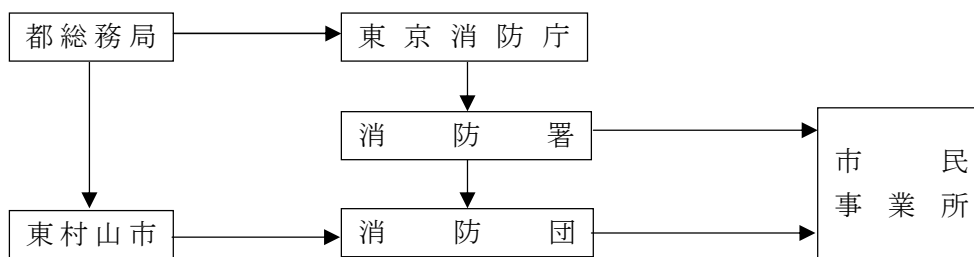 都総務局
東京消防庁
消防署
市民
事業所
東村山市
消防団